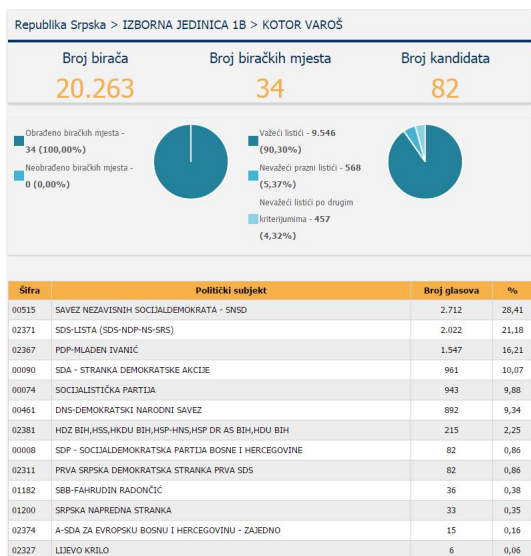 Republika Srpska > IZBORNA JEDINICA 1B > KOTOR VAROŠ
Broj birača Broj biračkih mjesta Broj kandidata
20.263 34 82
Obrađeno biračkih mjesta -
34 (100,00%)
Neobrađeno biračkih mjesta -
0 (0,00%)
Važeći listići - 9.546
(90,30%)
Nevažeći prazni listići - 568
(5,37%)
Nevažeći listići po drugim
kriterijumima - 457
(4,32%)
Šifra Politički subjekt Broj glasova %
00515 SAVEZ NEZAVISNIH SOCIJALDEMOKRATA - SNSD 2.712 28,41
02371 SDS-LISTA (SDS-NDP-NS-SRS) 2.022 21,18
02367 PDP-MLADEN IVANIĆ 1.547 16,21
00090 SDA - STRANKA DEMOKRATSKE AKCIJE 961 10,07
00074 SOCIJALISTIČKA PARTIJA 943 9,88
00461 DNS-DEMOKRATSKI NARODNI SAVEZ 892 9,34
02381 HDZ BIH,HSS,HKDU BIH,HSP-HNS,HSP DR AS BIH,HDU BIH 215 2,25
00008 SDP - SOCIJALDEMOKRATSKA PARTIJA BOSNE I HERCEGOVINE 82 0,86
02311 PRVA SRPSKA DEMOKRATSKA STRANKA PRVA SDS 82 0,86
01182 SBB-FAHRUDIN RADONČIĆ 36 0,38
01200 SRPSKA NAPREDNA STRANKA 33 0,35
02374 A-SDA ZA EVROPSKU BOSNU I HERCEGOVINU - ZAJEDNO 15 0,16
02327 LIJEVO KRILO 6 0,06